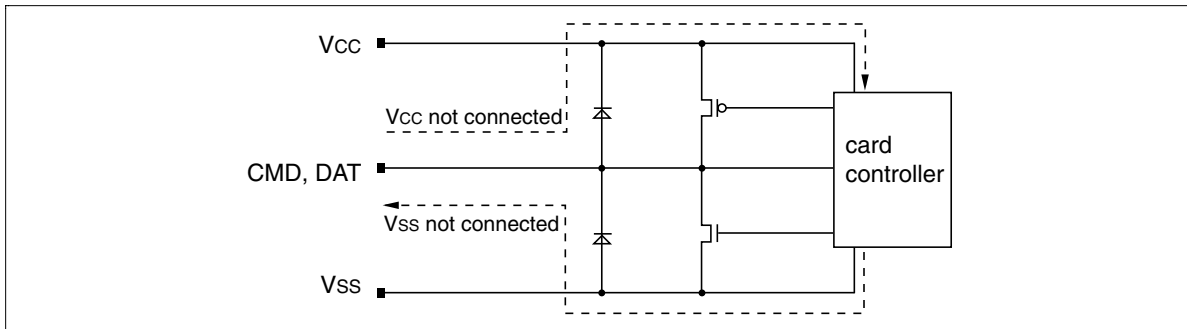 VCC
VCC not connected
card
controller
CMD, DAT
VSS not connected
VSS